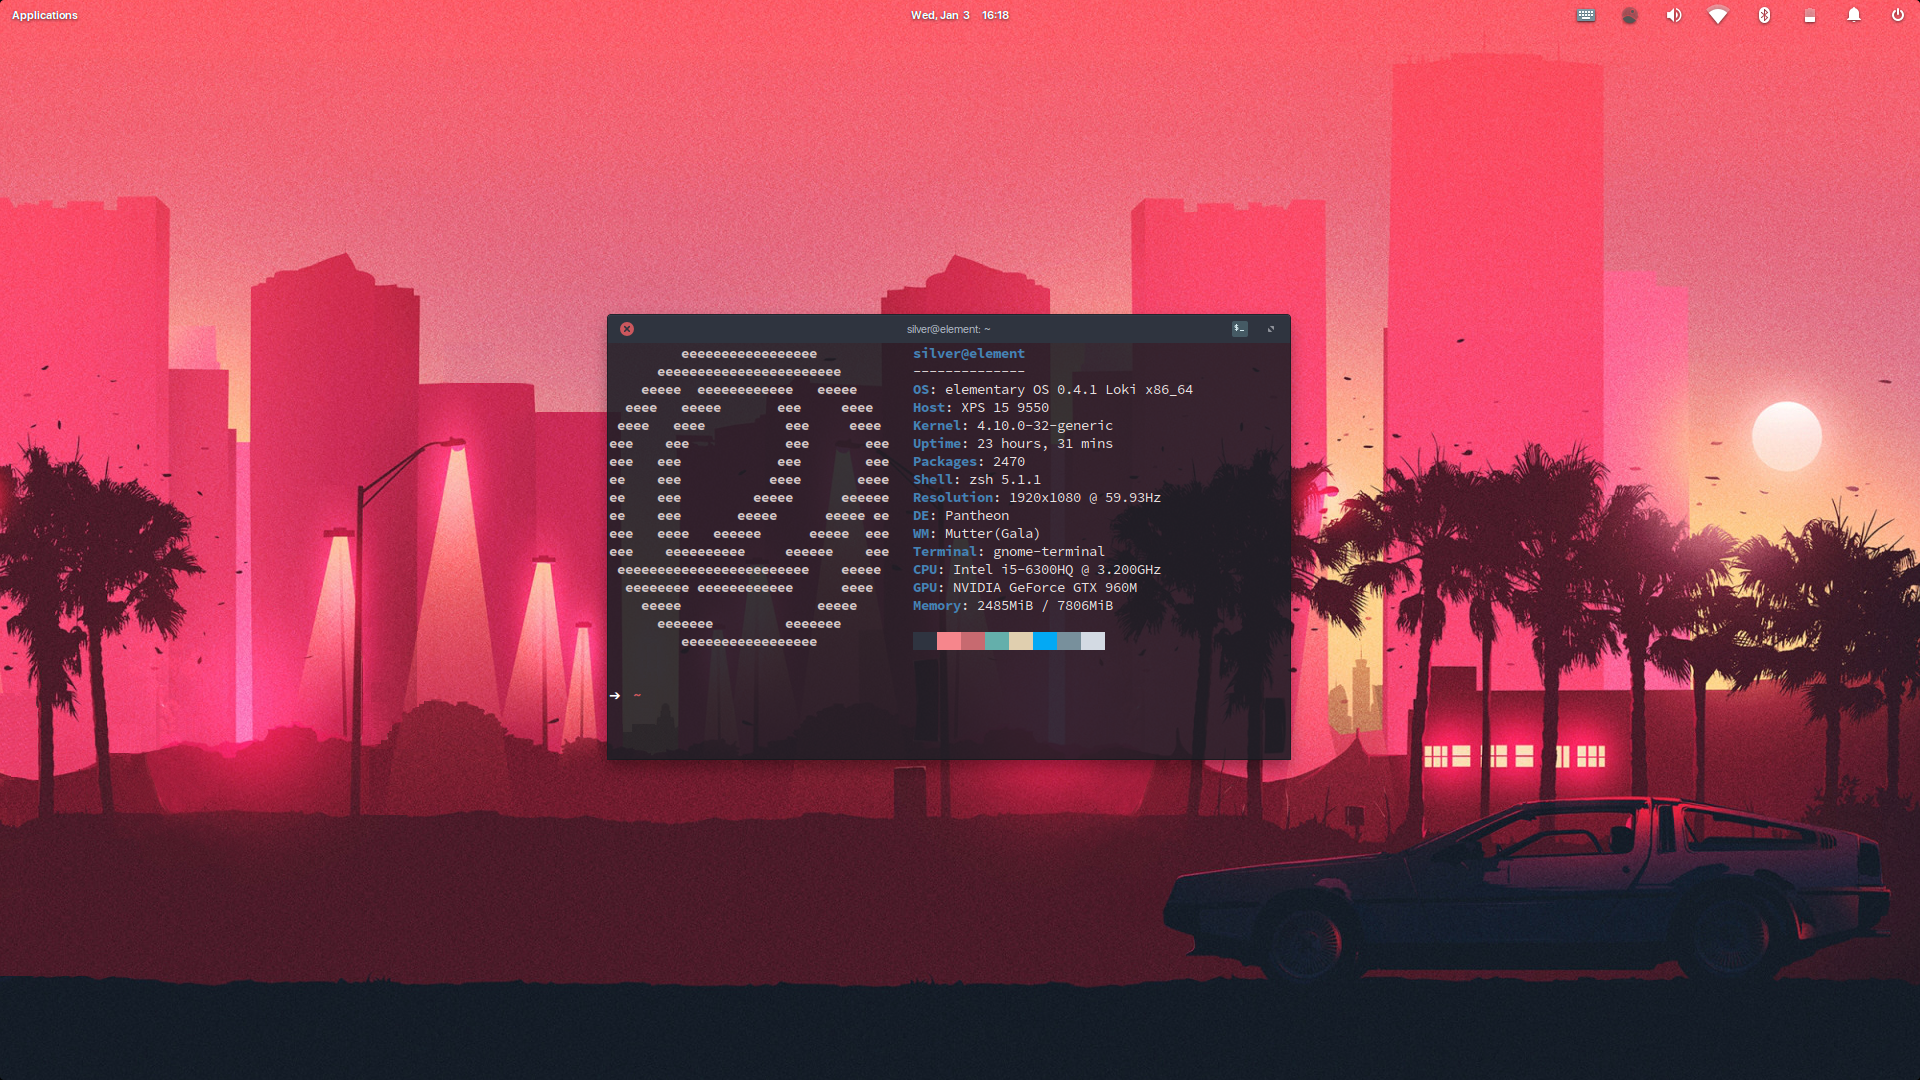 Applications
Wed, Jan 3 16:18
silver@element: ~
$_
eeeeeeeeeeeeeeeee
eeeeeeeeeeeeeeeeeeeeeee
eeeee eeeeeeeeeeee eeeee
eeee eeeee eee eeee
eeee eeee eee eeee
eee eee eee eee
eee eee eee eee
ee eee eeee eeee
ee eee eeeee eeeeee
ee eee eeeee eeeee ee
eee eeee eeeeee eeeee eee
eee eeeeeeeeee eeeeee eee
eeeeeeeeeeeeeeeeeeeeeeee eeeee
eeeeeeee eeeeeeeeeeee eeee
eeeee eeeee
eeeeeee eeeeeee
eeeeeeeeeeeeeeeee
silver@element
--------------
OS: elementary OS 0.4.1 Loki x86_64
Host: XPS 15 9550
Kernel: 4.10.0-32-generic
Uptime: 23 hours, 31 mins
Packages: 2470
Shell: zsh 5.1.1
Resolution: 1920x1080 @ 59.93Hz
DE: Pantheon
WM: Mutter(Gala)
Terminal: gnome-terminal
CPU: Intel i5-6300HQ @ 3.200GHz
GPU: NVIDIA GeForce GTX 960M
Memory: 2485MiB / 7806MiB
➜ ~